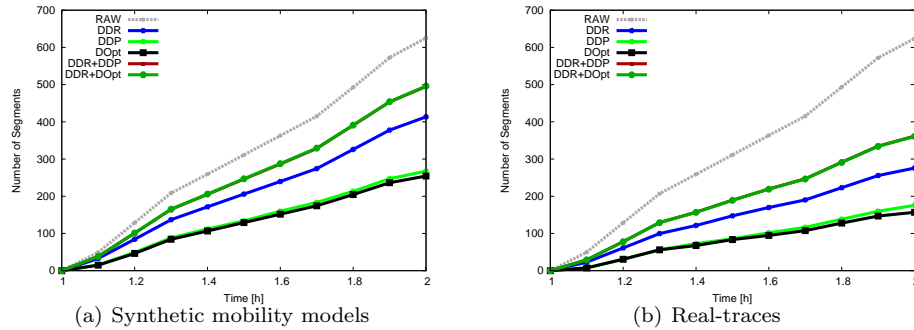 700
600
500
400
300
200
100
0
Number of Segments
RAW
DDR
DDP
DOpt
DDR+DDP
DDR+DOpt
1 1.2 1.4 1.6 1.8 2
Time [h]
(a) Synthetic mobility models
700
600
500
400
300
200
100
0
Number of Segments
RAW
DDR
DDP
DOpt
DDR+DDP
DDR+DOpt
1 1.2 1.4 1.6 1.8 2
Time [h]
(b) Real-traces